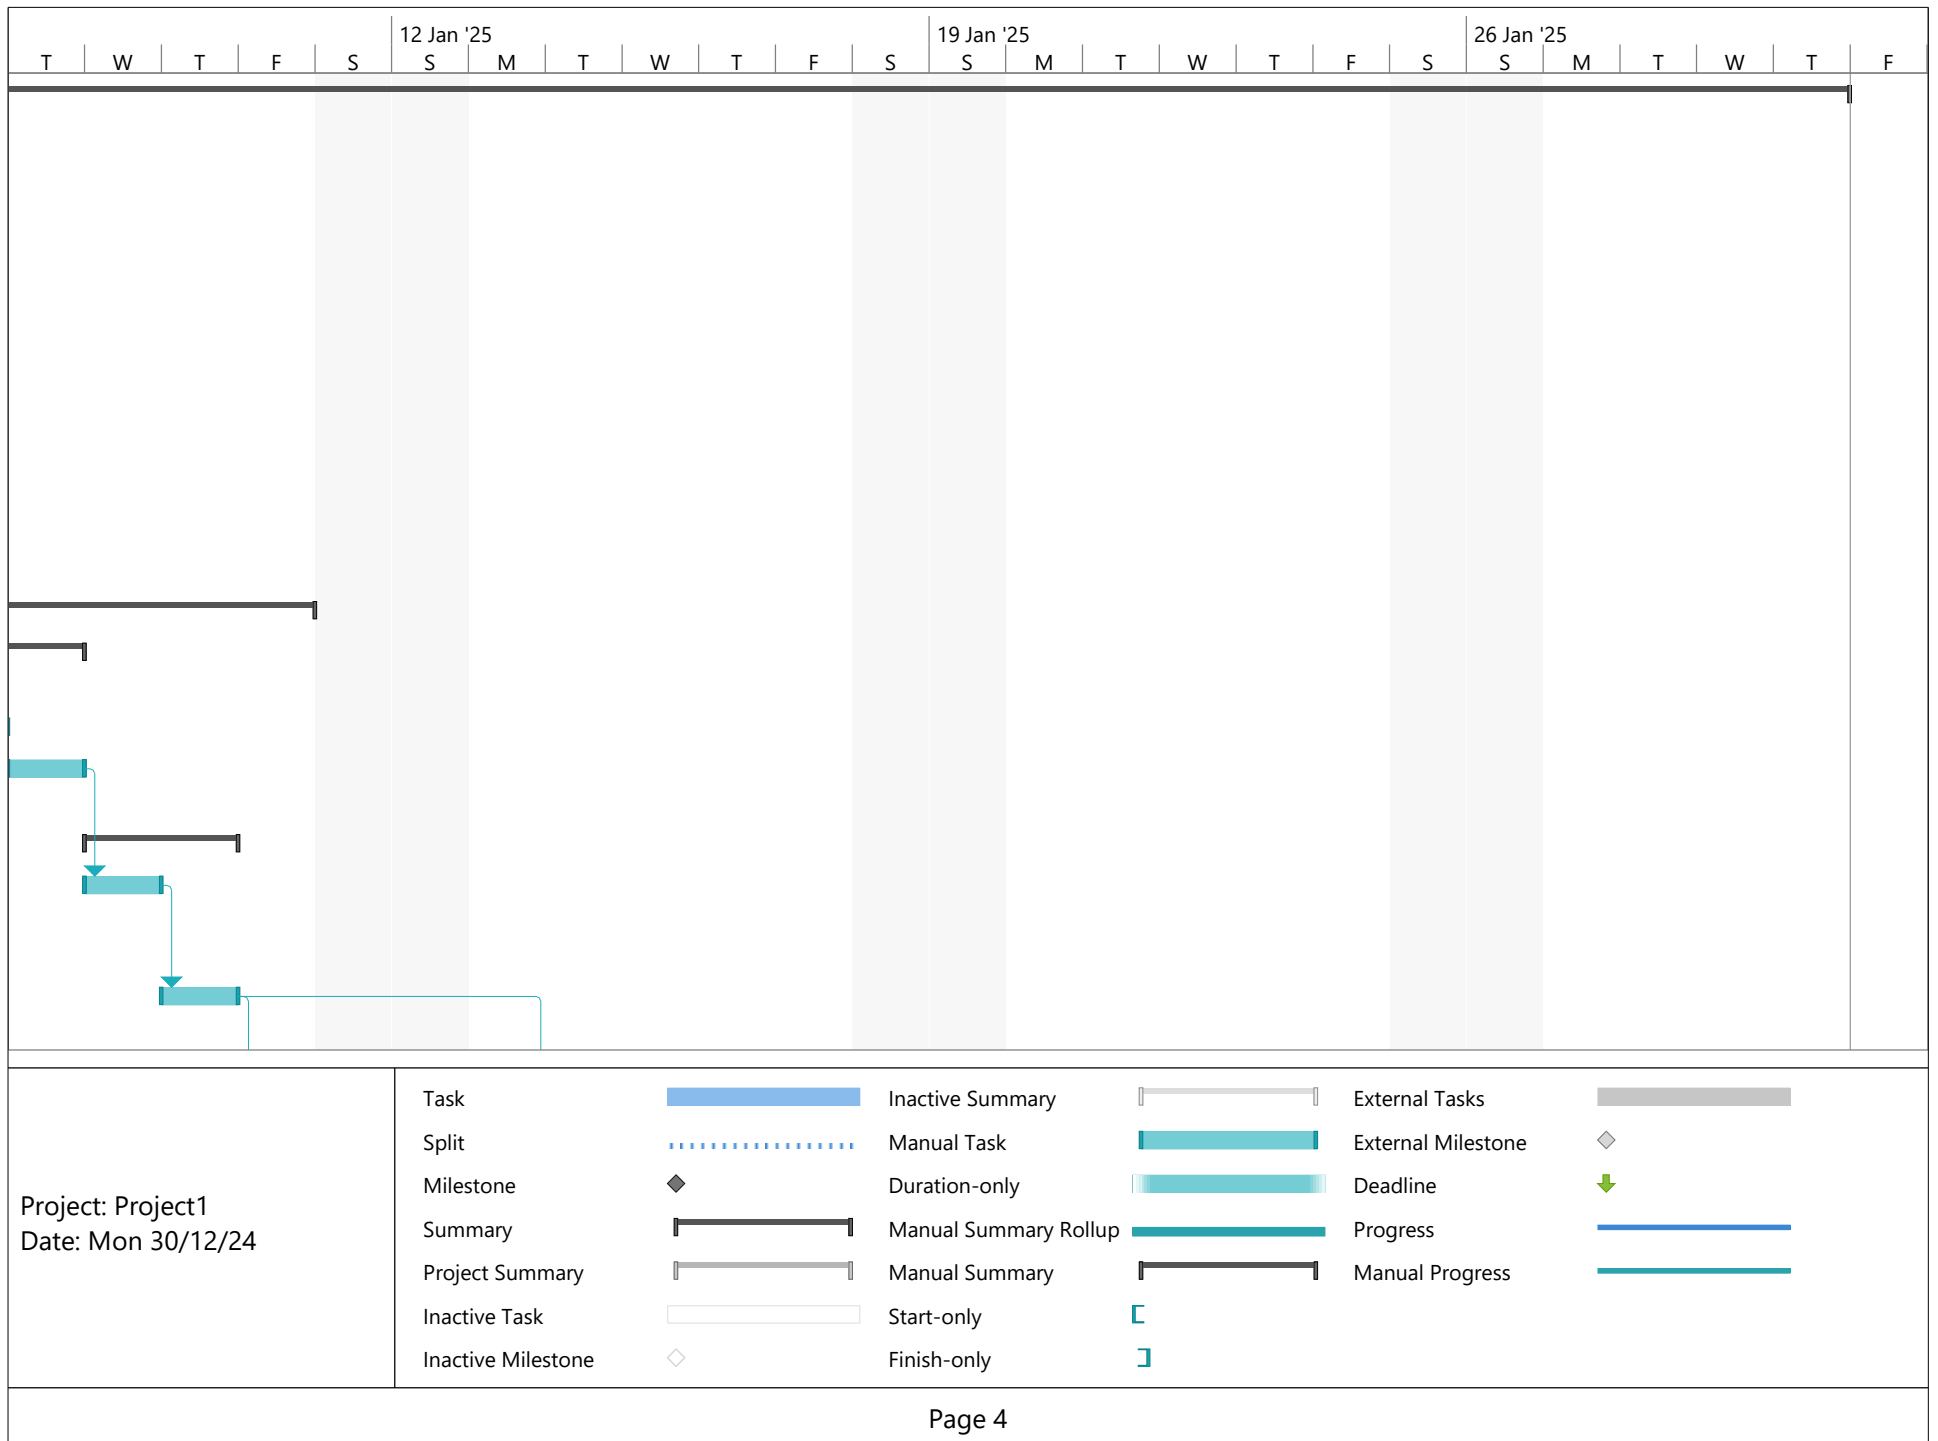 12 Jan '25 19 Jan '25 26 Jan '25
T W T F S S M T W T F S S M T W T F S S M T W T F
Task Inactive Summary External Tasks
Split Manual Task External Milestone
Milestone Duration-only Deadline
Summary Manual Summary Rollup Progress
Project Summary Manual Summary Manual Progress
Inactive Task Start-only
Inactive Milestone Finish-only
Project: Project1
Date: Mon 30/12/24
Page 4